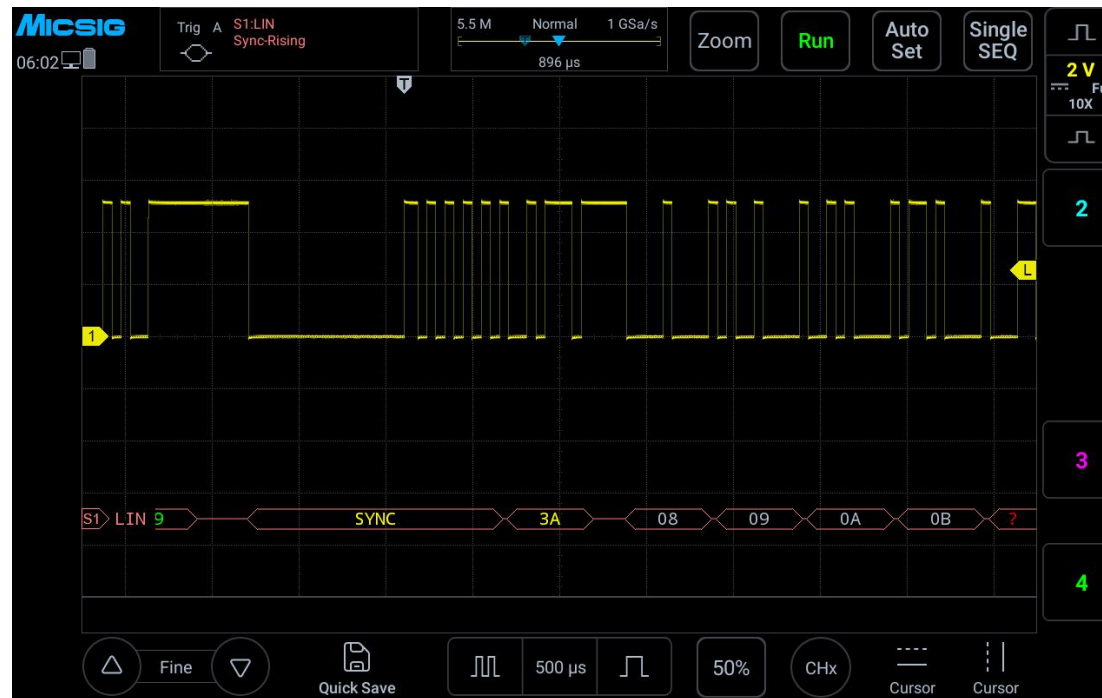 MICSIG
06:02
Trig A S1:LIN
Sync-Rising
5.5 M Normal 1 GSa/s
896 µs
Zoom
Run
Auto Set
Single SEQ
T
2 V
10X
2
L
1
3
S1 LIN 9 SYNC 3A 08 09 0A 0B ?
4
Fine
Quick Save
500 µs
50%
CHx
Cursor
Cursor